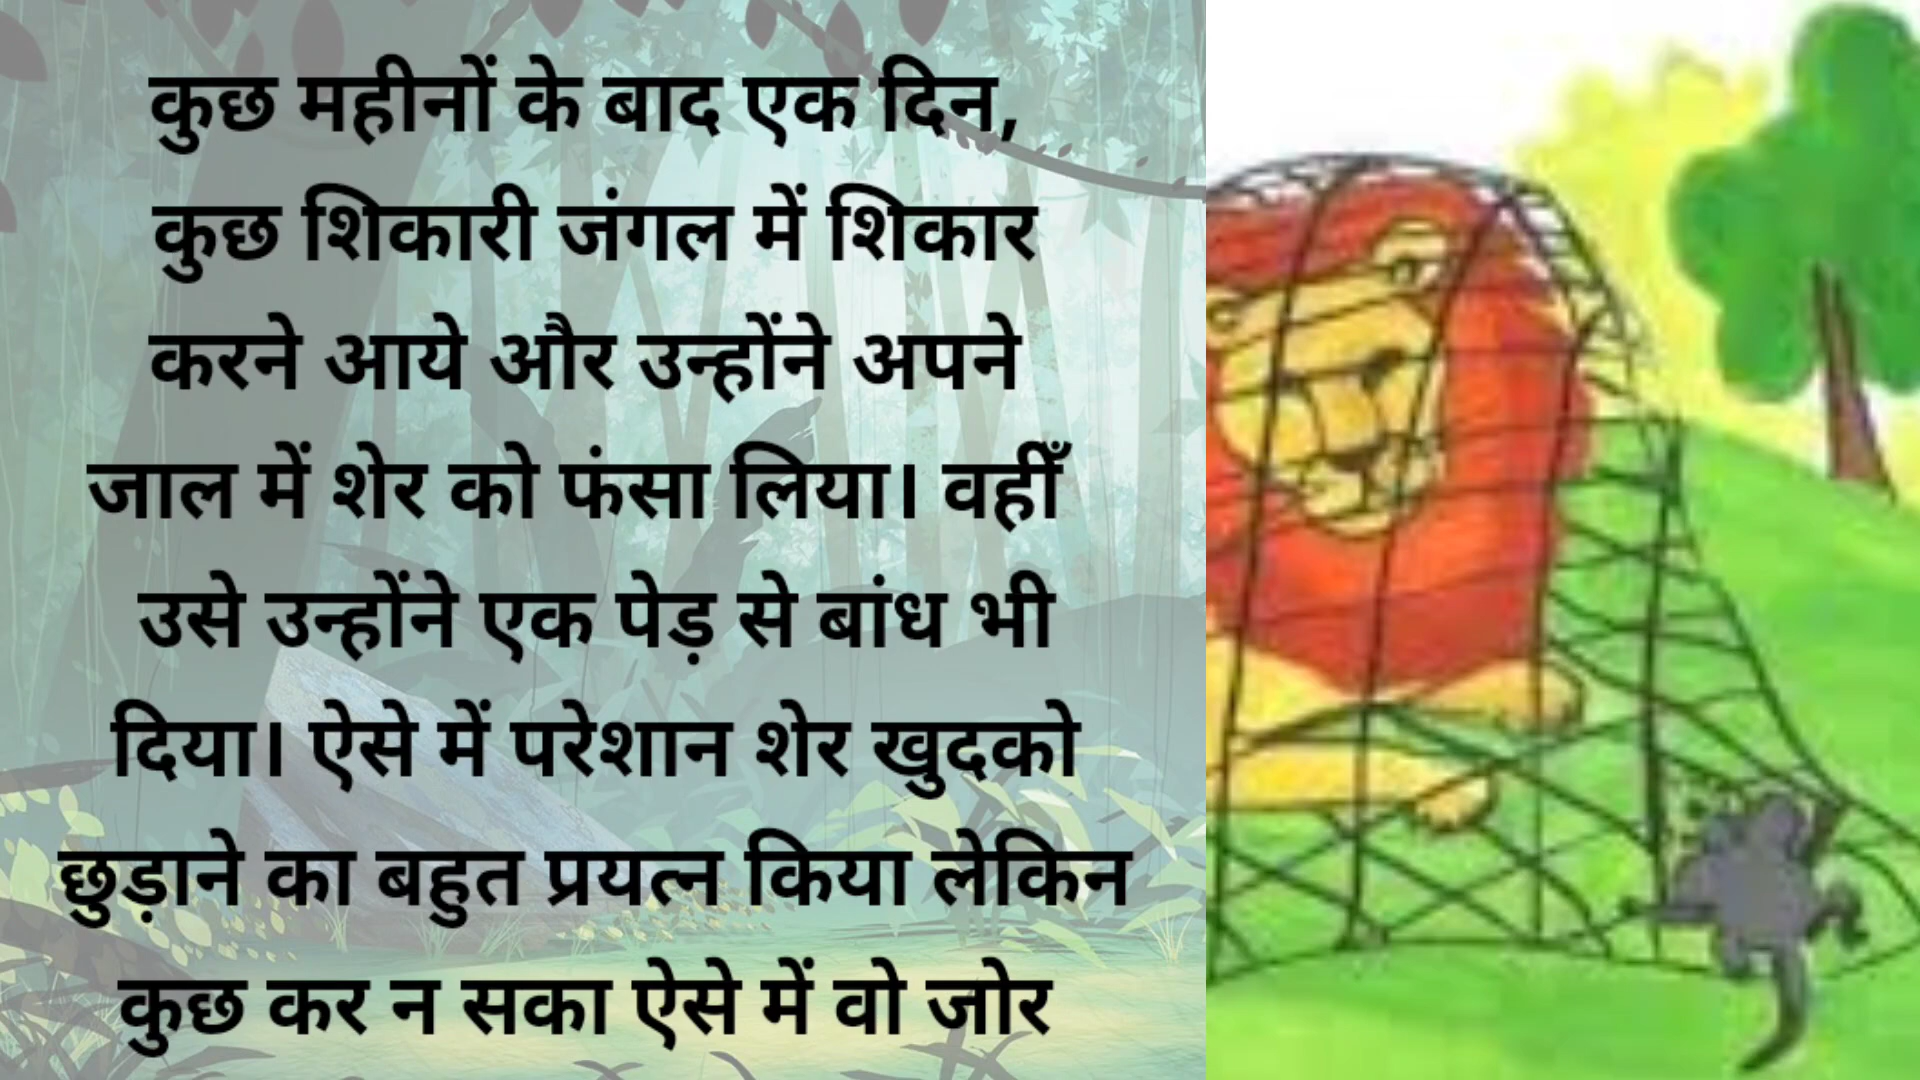 कुछ महीनों के बाद एक दिन,
कुछ शिकारी जंगल में शिकार
करने आये और उन्होंने अपने
जाल में शेर को फंसा लिया। वहीँ
उसे उन्होंने एक पेड़ से बांध भी
दिया। ऐसे में परेशान शेर खुदको
छुड़ाने का बहुत प्रयत्न किया लेकिन
कुछ कर न सका ऐसे में वो जोर